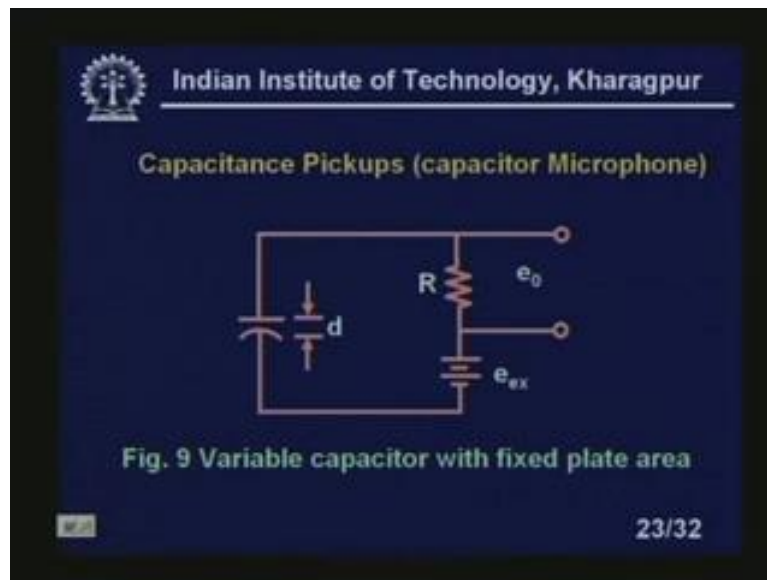 Indian Institute of Technology, Kharagpur
Capacitance Pickups (capacitor Microphone)
R
e₀
d
eₑₓ
Fig. 9 Variable capacitor with fixed plate area
23/32